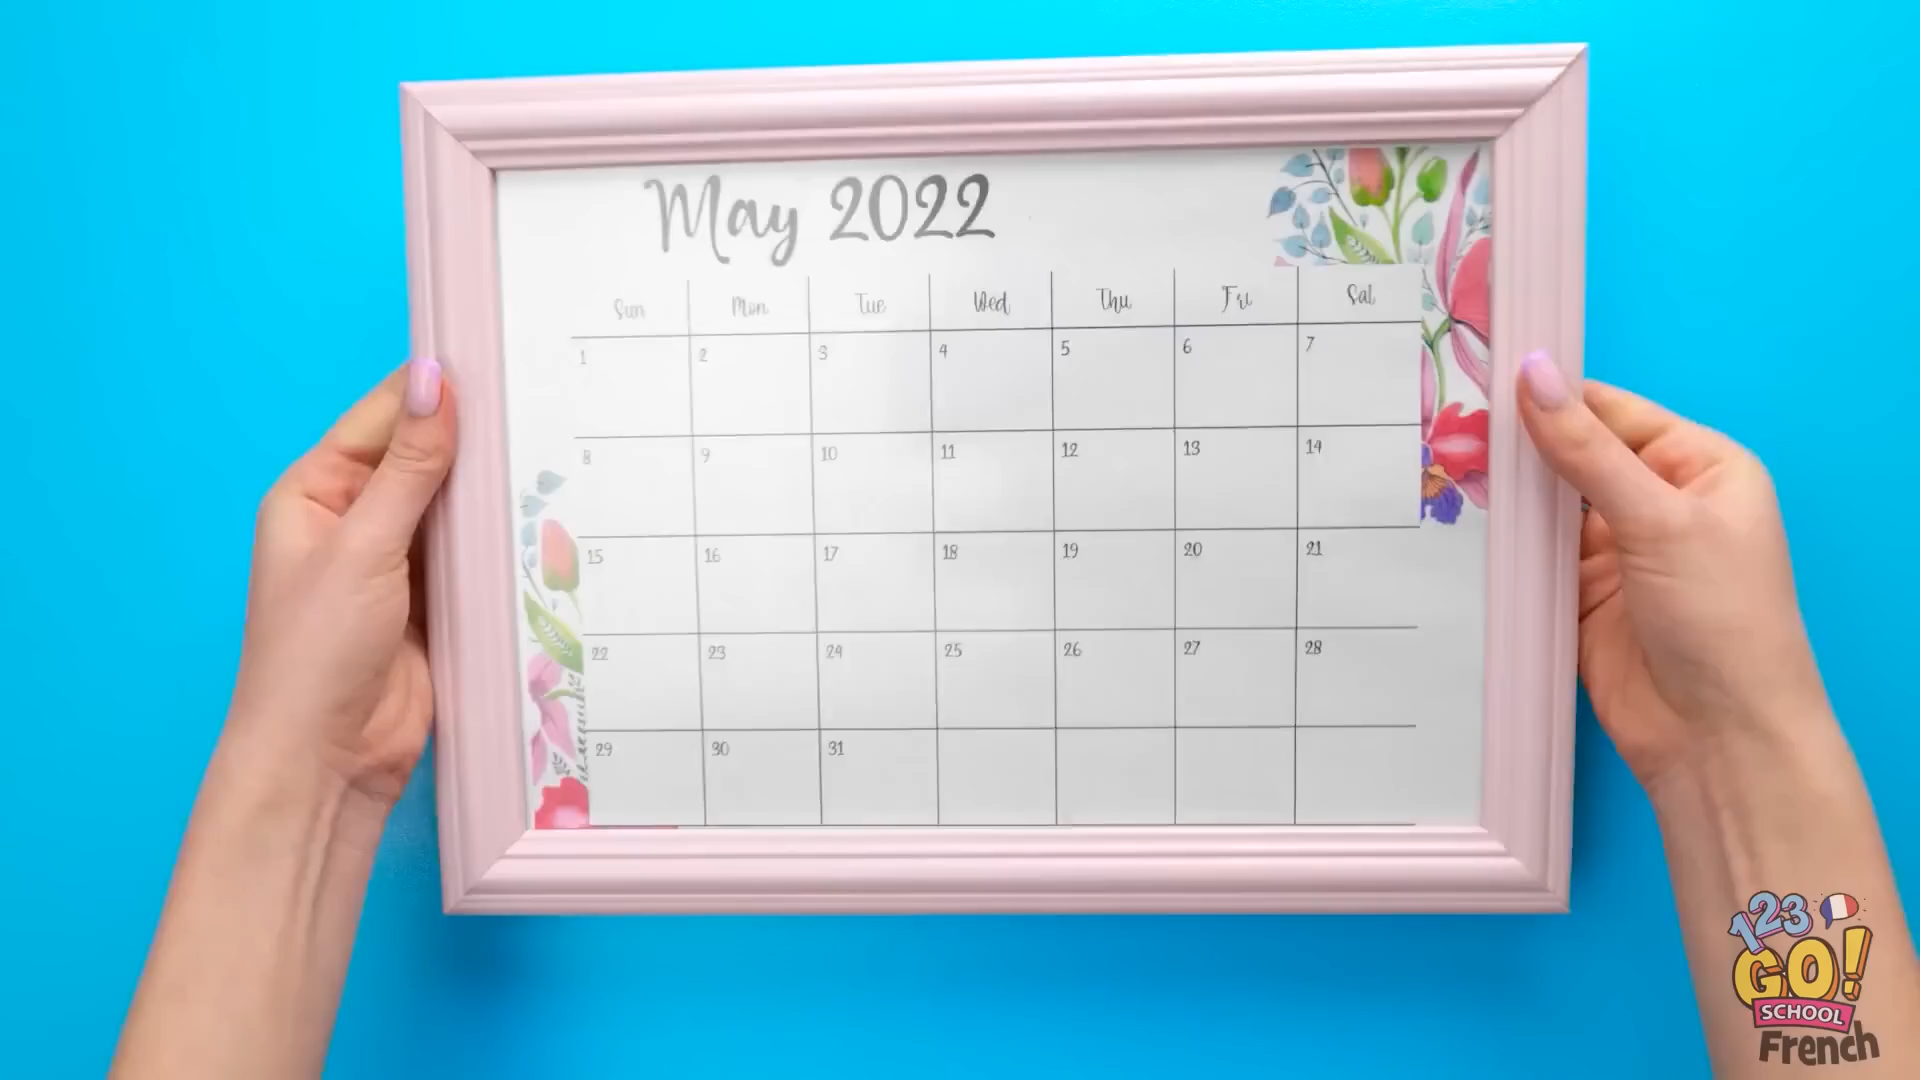 May 2022
Sun Mon Tue Wed Thu Fri Sat
1 2 3 4 5 6 7
8 9 10 11 12 13 14
15 16 17 18 19 20 21
22 23 24 25 26 27 28
29 30 31
123
GO!
SCHOOL
French